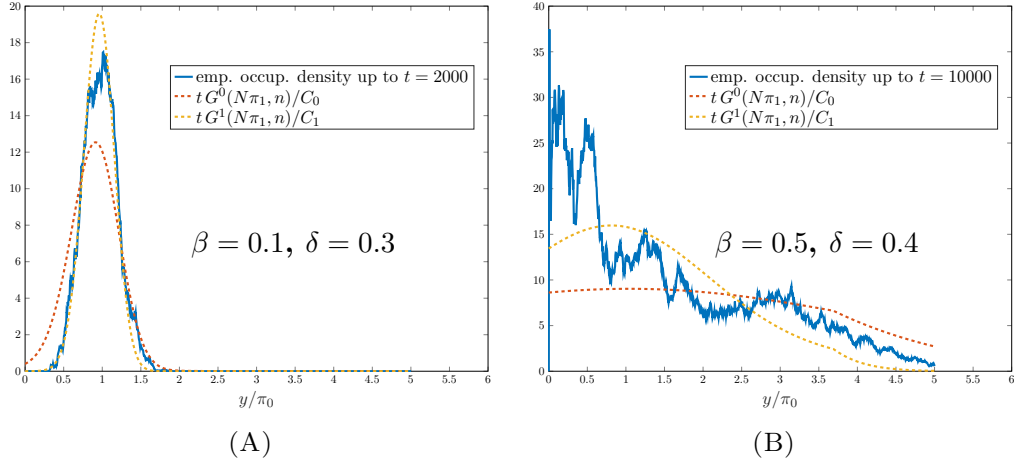 20
18
16
14
12
10
8
6
4
2
0
emp. occup. density up to t = 2000
t G^0(Nπ_1, n)/C_0
t G^1(Nπ_1, n)/C_1
β = 0.1, δ = 0.3
0 0.5 1 1.5 2 2.5 3 3.5 4 4.5 5 5.5 6
y/π_0
(A)
40
35
30
25
20
15
10
5
0
emp. occup. density up to t = 10000
t G^0(Nπ_1, n)/C_0
t G^1(Nπ_1, n)/C_1
β = 0.5, δ = 0.4
0 0.5 1 1.5 2 2.5 3 3.5 4 4.5 5 5.5 6
y/π_0
(B)